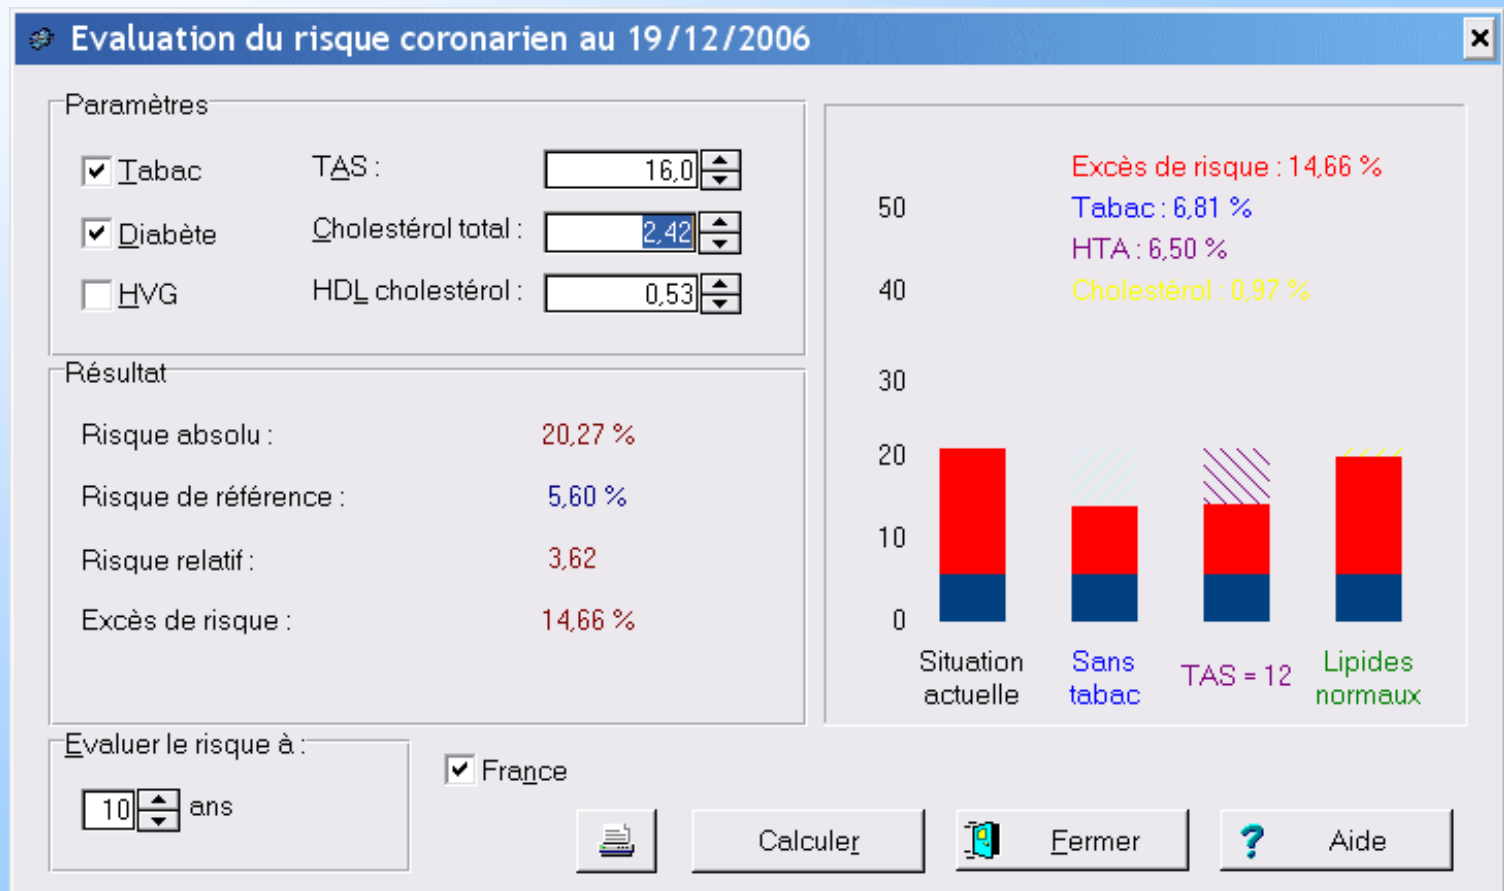 Evaluation du risque coronarien au 19/12/2006
Paramètres
Tabac TAS : 16,0
Diabète Cholestérol total : 2,42
HVG HDL cholestérol : 0,53
Résultat
Risque absolu : 20,27 %
Risque de référence : 5,60 %
Risque relatif : 3,62
Excès de risque : 14,66 %
Evaluer le risque à :
10 ans
France
Excès de risque : 14,66 %
Tabac : 6,81 %
HTA : 6,50 %
Cholestérol : 0,97 %
50
40
30
20
10
0
Situation actuelle
Sans tabac
TAS = 12
Lipides normaux
Calculer
Fermer
? Aide